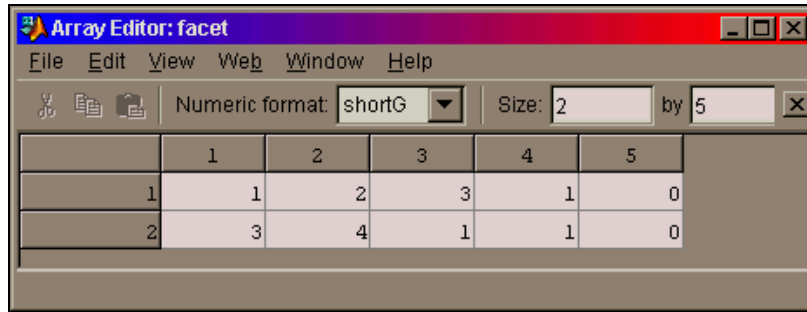 Array Editor: facet
File Edit View Web Window Help
Numeric format: shortG Size: 2 by 5
1 2 3 4 5
1 1 2 3 1 0
2 3 4 1 1 0